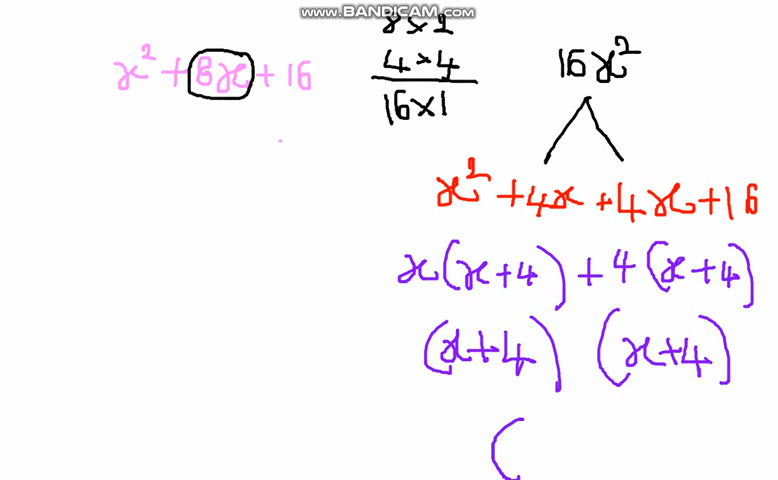 www.BANDICAM.com
x² + 8x + 16
8 × 2
4 × 4
16 × 1
16x²
x² + 4x + 4x + 16
x(x+4) + 4(x+4)
(x+4) (x+4)
(